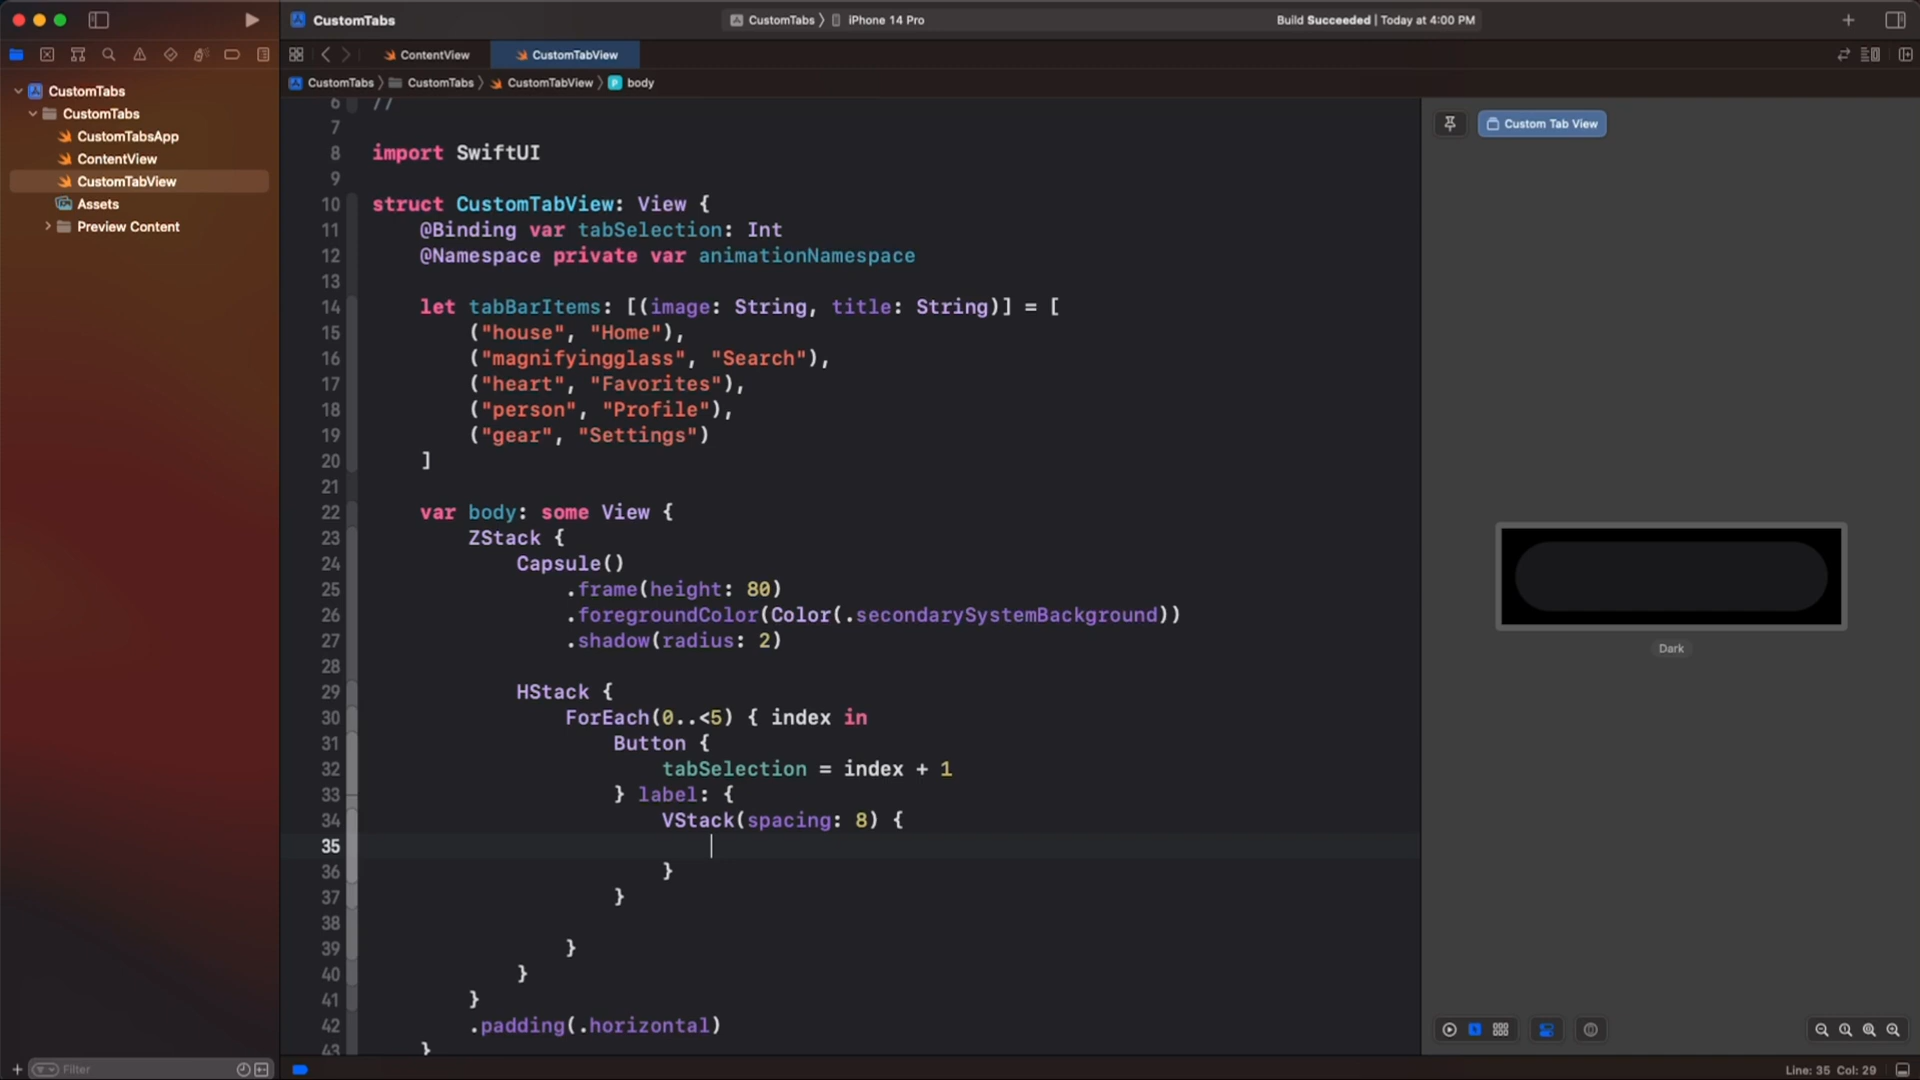 CustomTabs
CustomTabs
iPhone 14 Pro
Build Succeeded | Today at 4:00 PM
ContentView
CustomTabView
CustomTabs
CustomTabs
CustomTabView
P
body
CustomTabs
CustomTabs
CustomTabsApp
ContentView
CustomTabView
Assets
Preview Content
6 //
7
8 import SwiftUI
9
10 struct CustomTabView: View {
11 @Binding var tabSelection: Int
12 @Namespace private var animationNamespace
13
14 let tabBarItems: [(image: String, title: String)] = [
15 ("house", "Home"),
16 ("magnifyingglass", "Search"),
17 ("heart", "Favorites"),
18 ("person", "Profile"),
19 ("gear", "Settings")
20 ]
21
22 var body: some View {
23 ZStack {
24 Capsule()
25 .frame(height: 80)
26 .foregroundColor(Color(.secondarySystemBackground))
27 .shadow(radius: 2)
28
29 HStack {
30 ForEach(0..<5) { index in
31 Button {
32 tabSelection = index + 1
33 } label: {
34 VStack(spacing: 8) {
35
36 }
37 }
38
39 }
40 }
41 }
42 .padding(.horizontal)
43 }
Custom Tab View
Dark
Filter
Line: 35 Col: 29